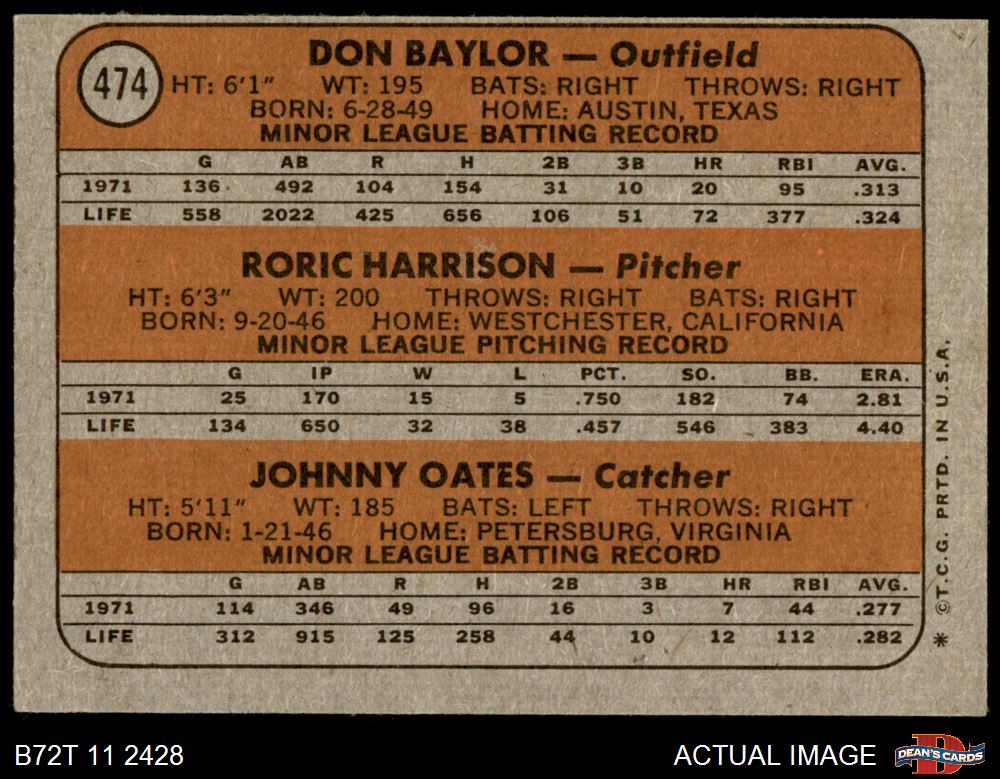 474
DON BAYLOR — Outfield
HT: 6'1" WT: 195 BATS: RIGHT THROWS: RIGHT
BORN: 6-28-49 HOME: AUSTIN, TEXAS
MINOR LEAGUE BATTING RECORD
G AB R H 2B 3B HR RBI AVG.
1971 136 492 104 154 31 10 20 95 .313
LIFE 558 2022 425 656 106 51 72 377 .324
RORIC HARRISON — Pitcher
HT: 6'3" WT: 200 THROWS: RIGHT BATS: RIGHT
BORN: 9-20-46 HOME: WESTCHESTER, CALIFORNIA
MINOR LEAGUE PITCHING RECORD
G IP W L PCT. SO. BB. ERA.
1971 25 170 15 5 .750 182 74 2.81
LIFE 134 650 32 38 .457 546 383 4.40
JOHNNY OATES — Catcher
HT: 5'11" WT: 185 BATS: LEFT THROWS: RIGHT
BORN: 1-21-46 HOME: PETERSBURG, VIRGINIA
MINOR LEAGUE BATTING RECORD
G AB R H 2B 3B HR RBI AVG.
1971 114 346 49 96 16 3 7 44 .277
LIFE 312 915 125 258 44 10 12 112 .282
* ©T.C.G. PRTD. IN U.S.A.
B72T 11 2428
ACTUAL IMAGE
D
DEAN'S CARDS